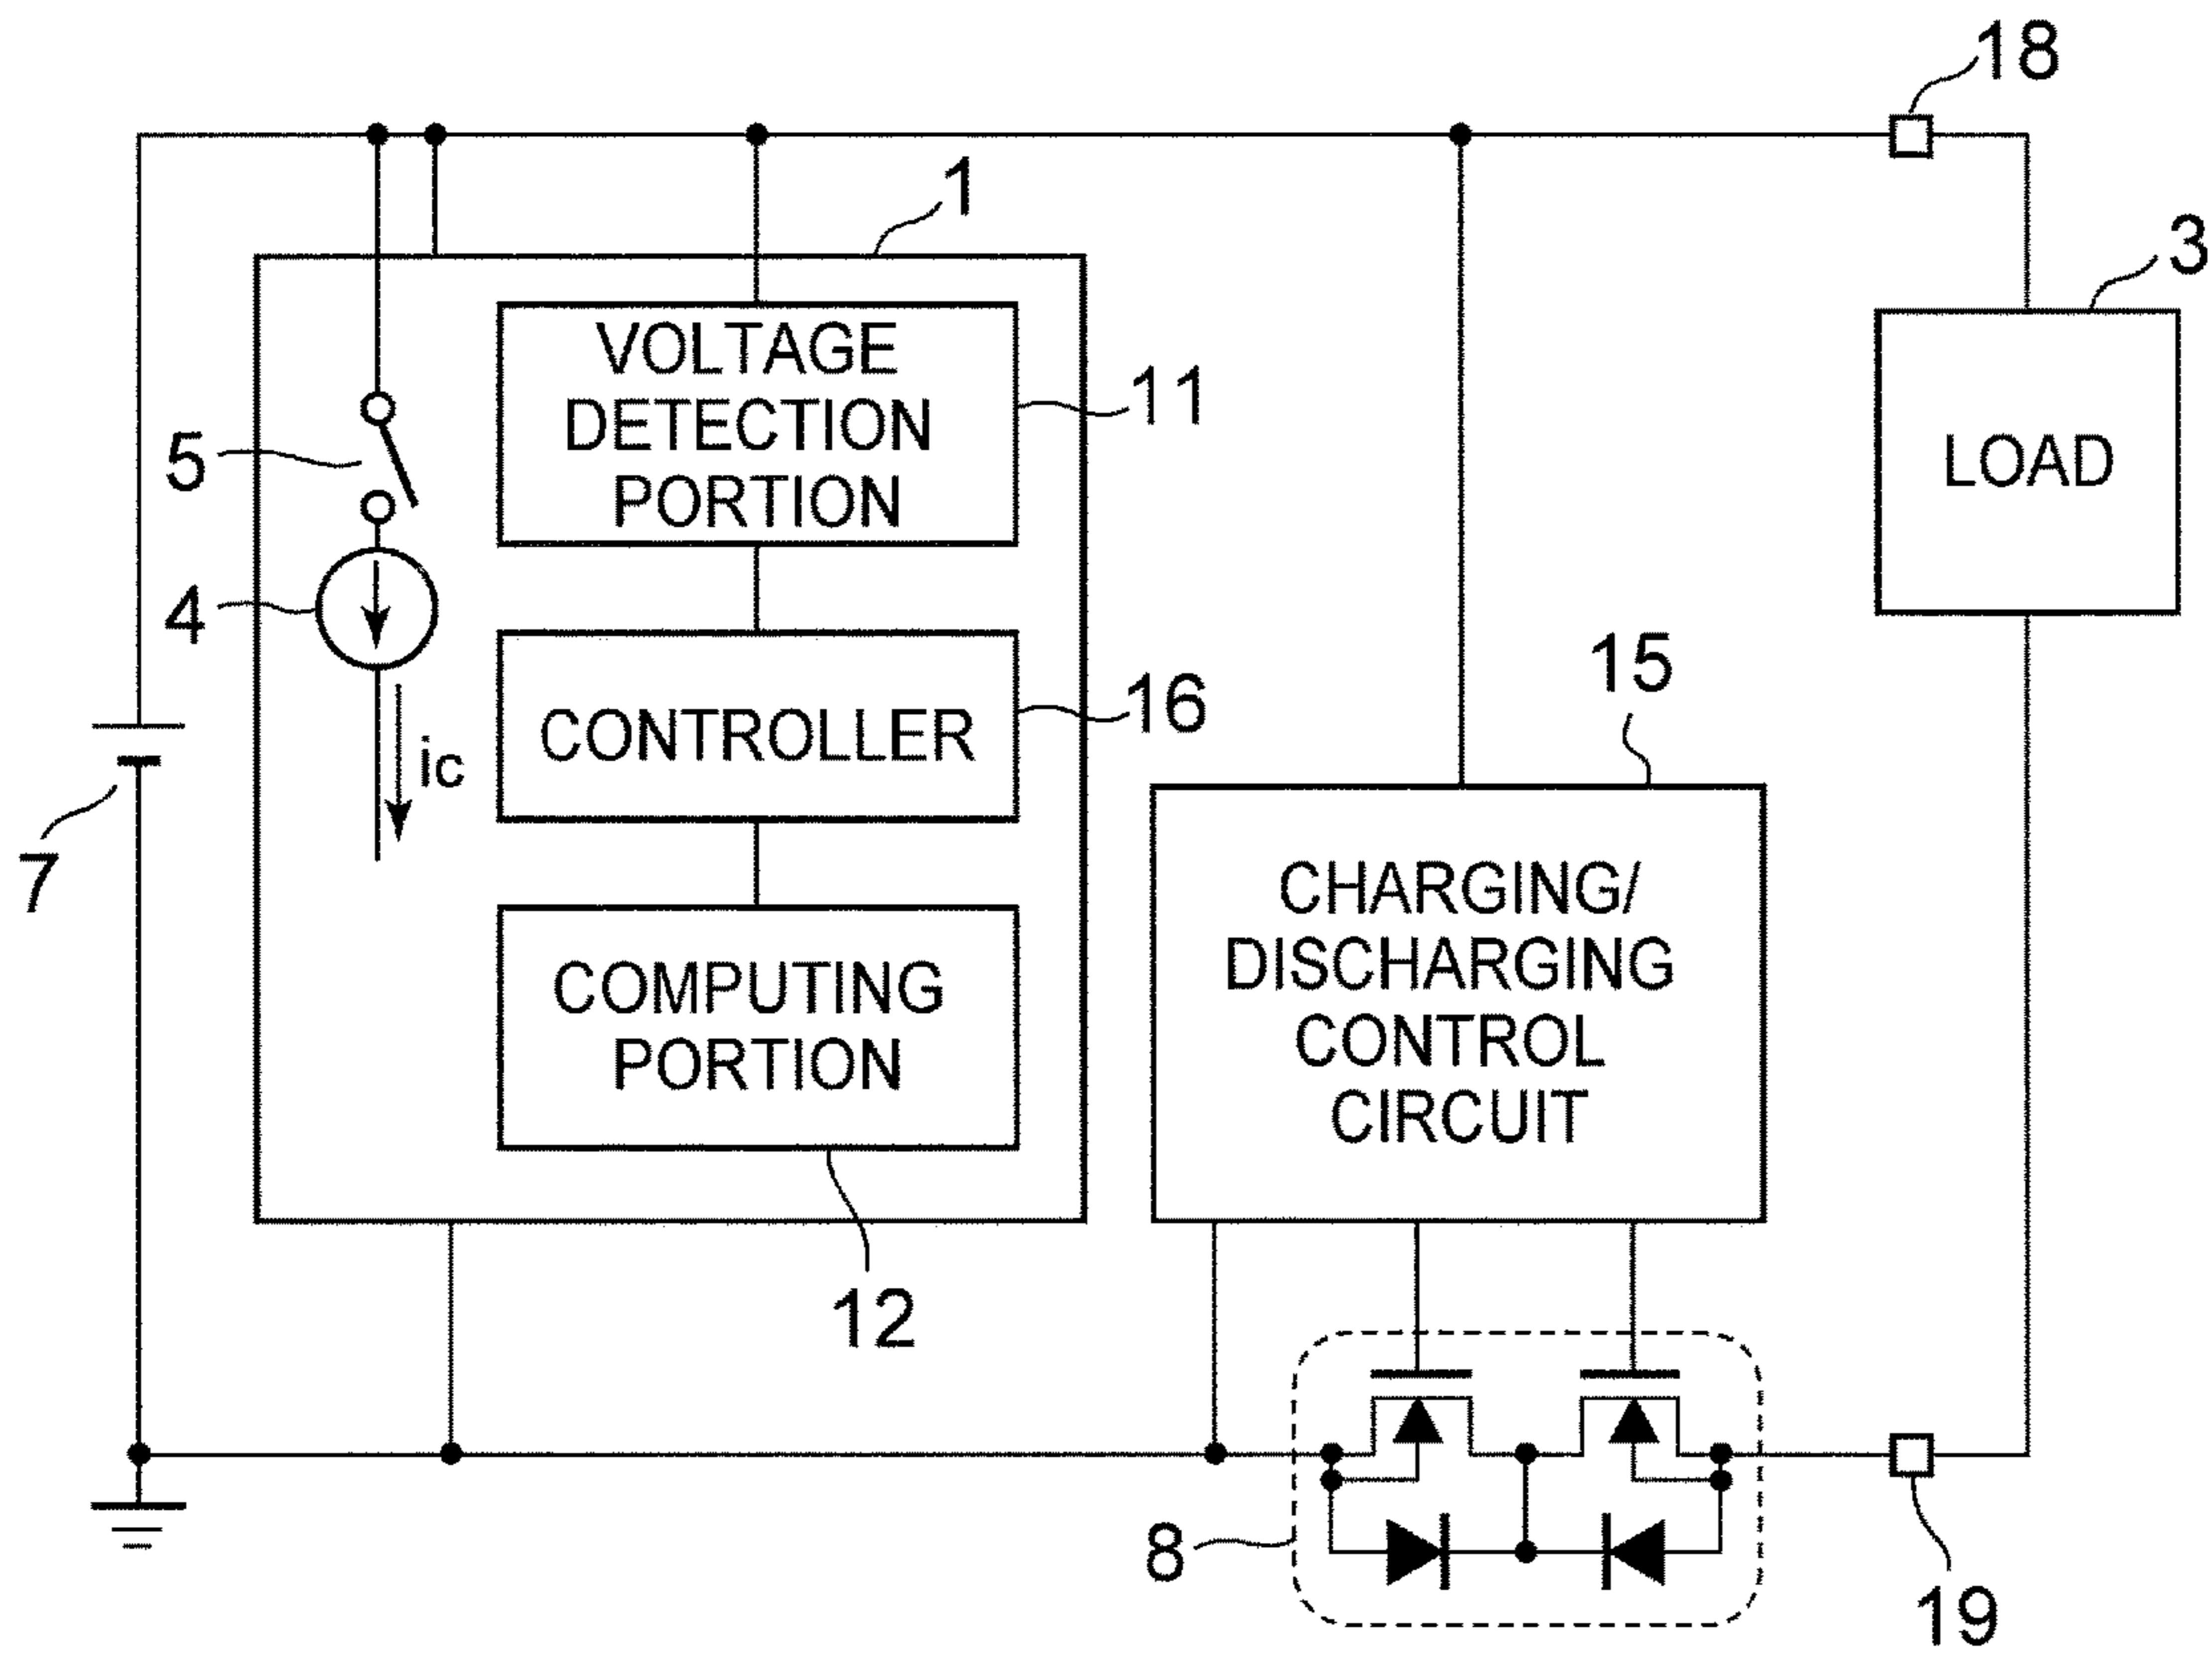 18
1
3
VOLTAGE
DETECTION
PORTION
11
5
LOAD
4
15
16
CONTROLLER
ic
7
CHARGING/
DISCHARGING
CONTROL
CIRCUIT
COMPUTING
PORTION
12
8
19